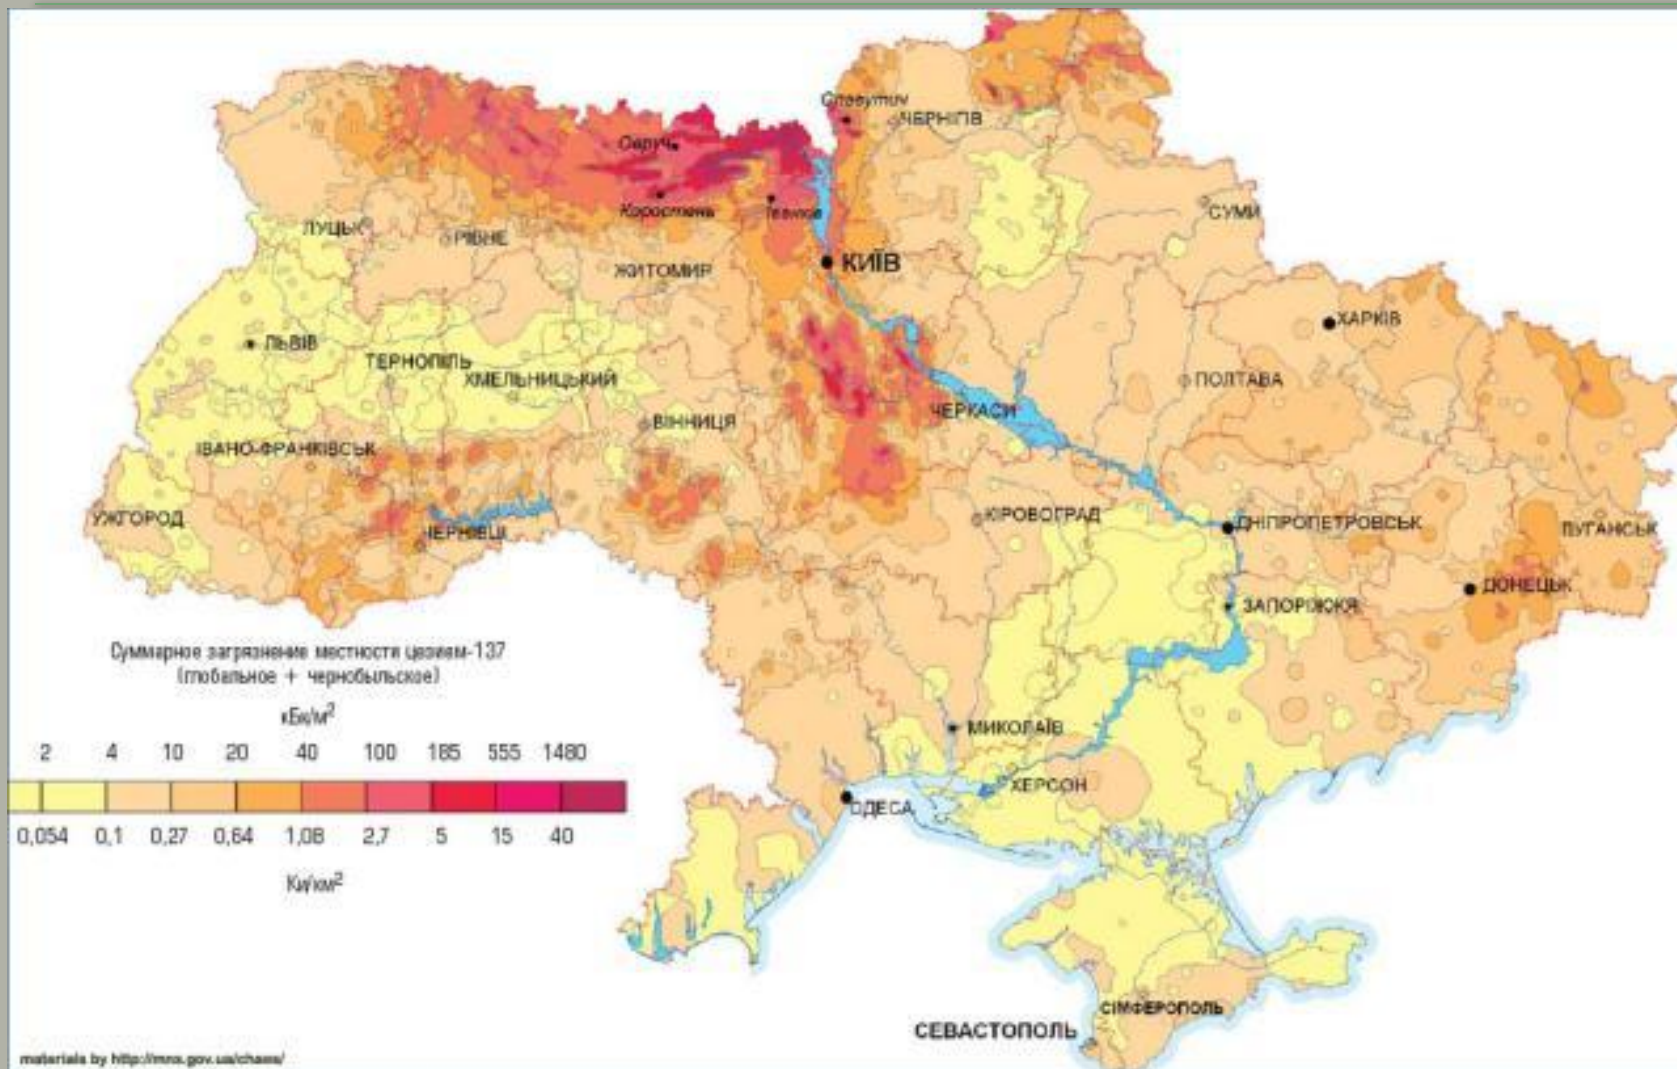 Славутич
ЧЕРНІГІВ
Овруч
Коростень
Іванков
СУМИ
ЛУЦЬК
РІВНЕ
ЖИТОМИР
КИЇВ
ХАРКІВ
ЛЬВІВ
ТЕРНОПІЛЬ
ХМЕЛЬНИЦЬКИЙ
ПОЛТАВА
ЧЕРКАСИ
ВІННИЦЯ
ІВАНО-ФРАНКІВСЬК
УЖГОРОД
ЧЕРНІВЦІ
КІРОВОГРАД
ДНІПРОПЕТРОВСЬК
ЛУГАНСЬК
ДОНЕЦЬК
ЗАПОРІЖЖЯ
Суммарное загрязнение местности цезием-137
(глобальное + чернобыльское)
кБк/м²
2 4 10 20 40 100 185 555 1480
0,054 0,1 0,27 0,64 1,08 2,7 5 15 40
Ки/км²
МИКОЛАЇВ
ХЕРСОН
ОДЕСА
СІМФЕРОПОЛЬ
СЕВАСТОПОЛЬ
materials by http://mns.gov.ua/chaes/